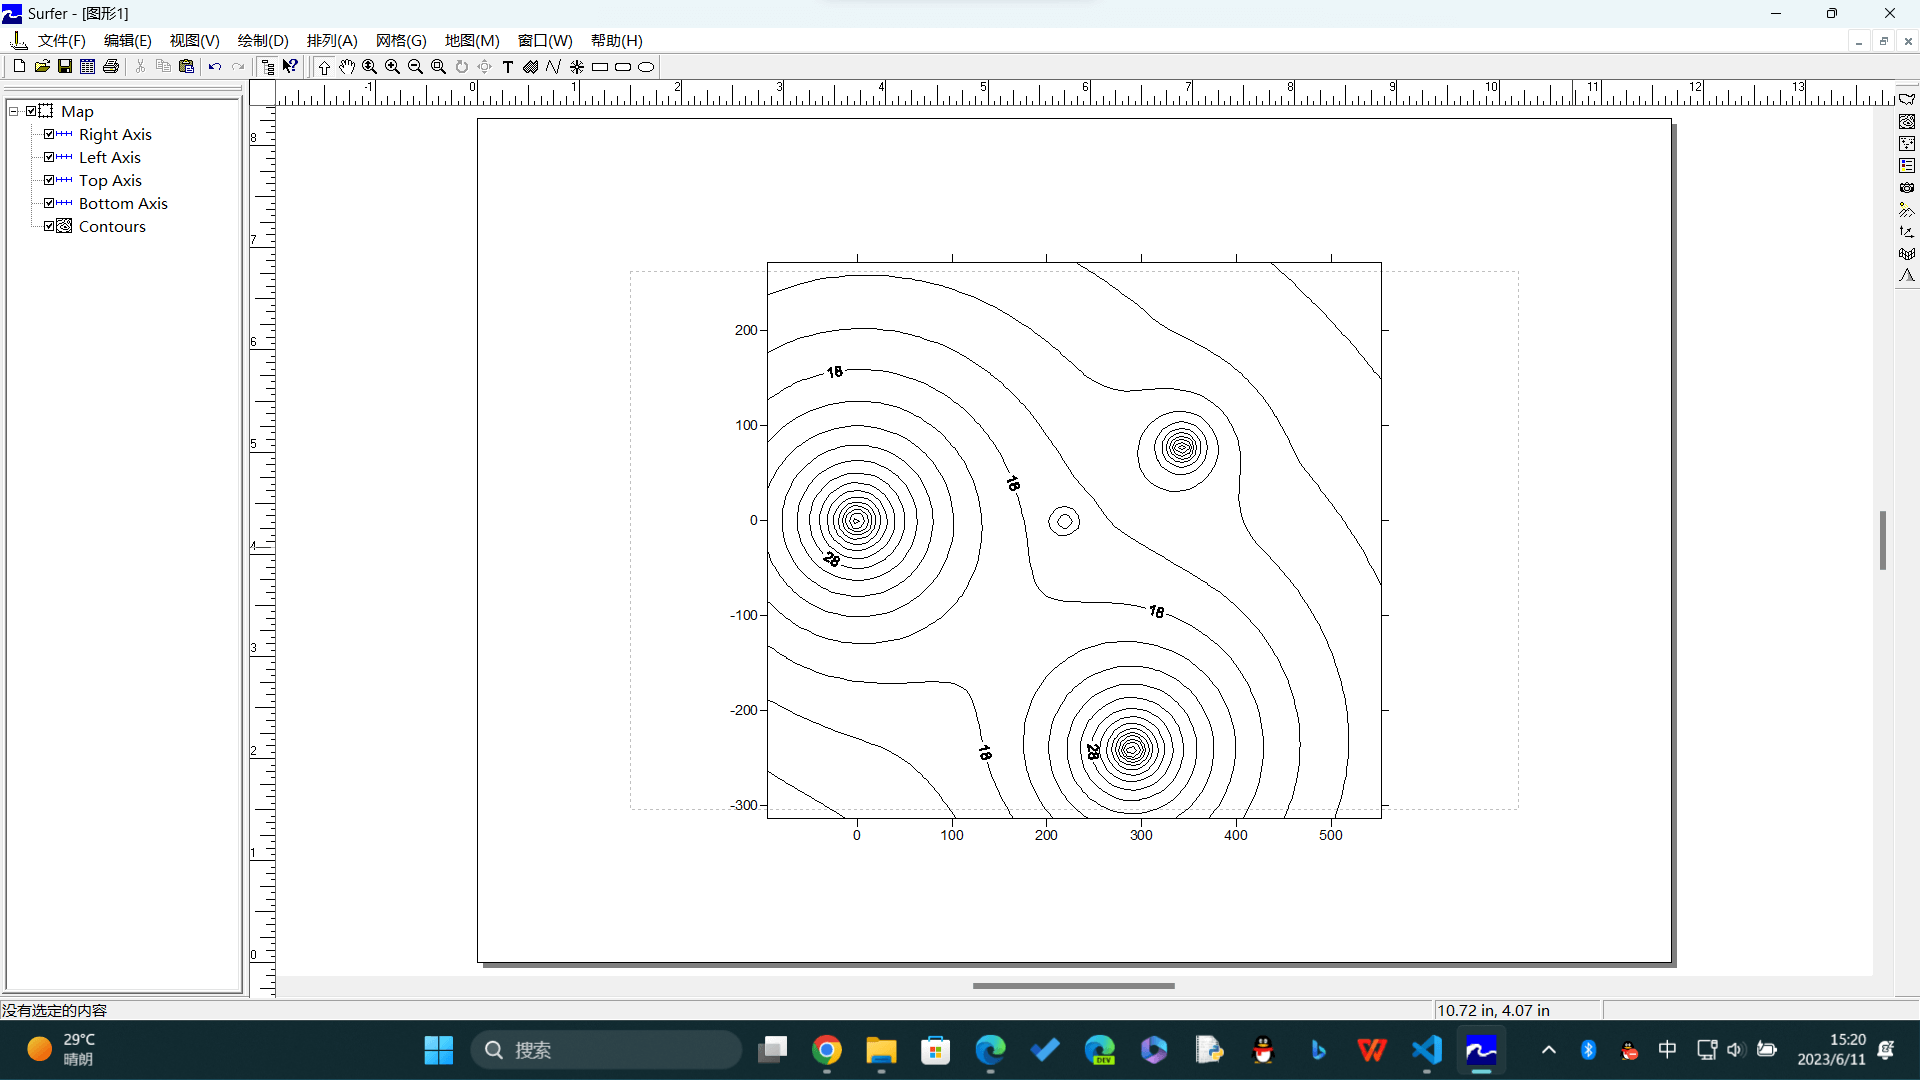 Surfer - [图形1]
文件(F) 编辑(E) 视图(V) 绘制(D) 排列(A) 网格(G) 地图(M) 窗口(W) 帮助(H)
-1 0 1 2 3 4 5 6 7 8 9 10 11 12 13
Map
Right Axis
Left Axis
Top Axis
Bottom Axis
Contours
8
7
6
5
4
3
2
1
0
200
100
0
-100
-200
-300
0 100 200 300 400 500
18
18
28
18
18
28
没有选定的内容
10.72 in, 4.07 in
29°C
晴朗
搜索
DEV
中
15:20
2023/6/11